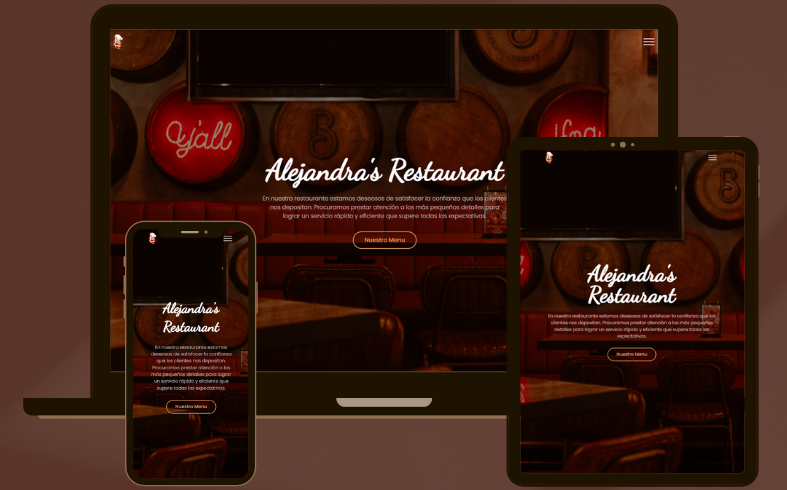 Y'all
Alejandra's Restaurant
En nuestro restaurante estamos deseosos de satisfacer la confianza que los clientes
nos depositan. Procuramos prestar atención a los más pequeños detalles para
lograr un servicio rápido y eficiente que supere todas las expectativas.
Nuestro Menu
Alejandra's
Restaurant
En nuestro restaurante estamos
deseosos de satisfacer la confianza
que los clientes nos depositan.
Procuramos prestar atención a los
más pequeños detalles para lograr
un servicio rápido y eficiente que
supere todas las expectativas.
Nuestro Menu
Alejandra's
Restaurant
En nuestro restaurante estamos deseosos de satisfacer la confianza que los
clientes nos depositan. Procuramos prestar atención a los más pequeños
detalles para lograr un servicio rápido y eficiente que supere todas las
expectativas.
Nuestro Menu